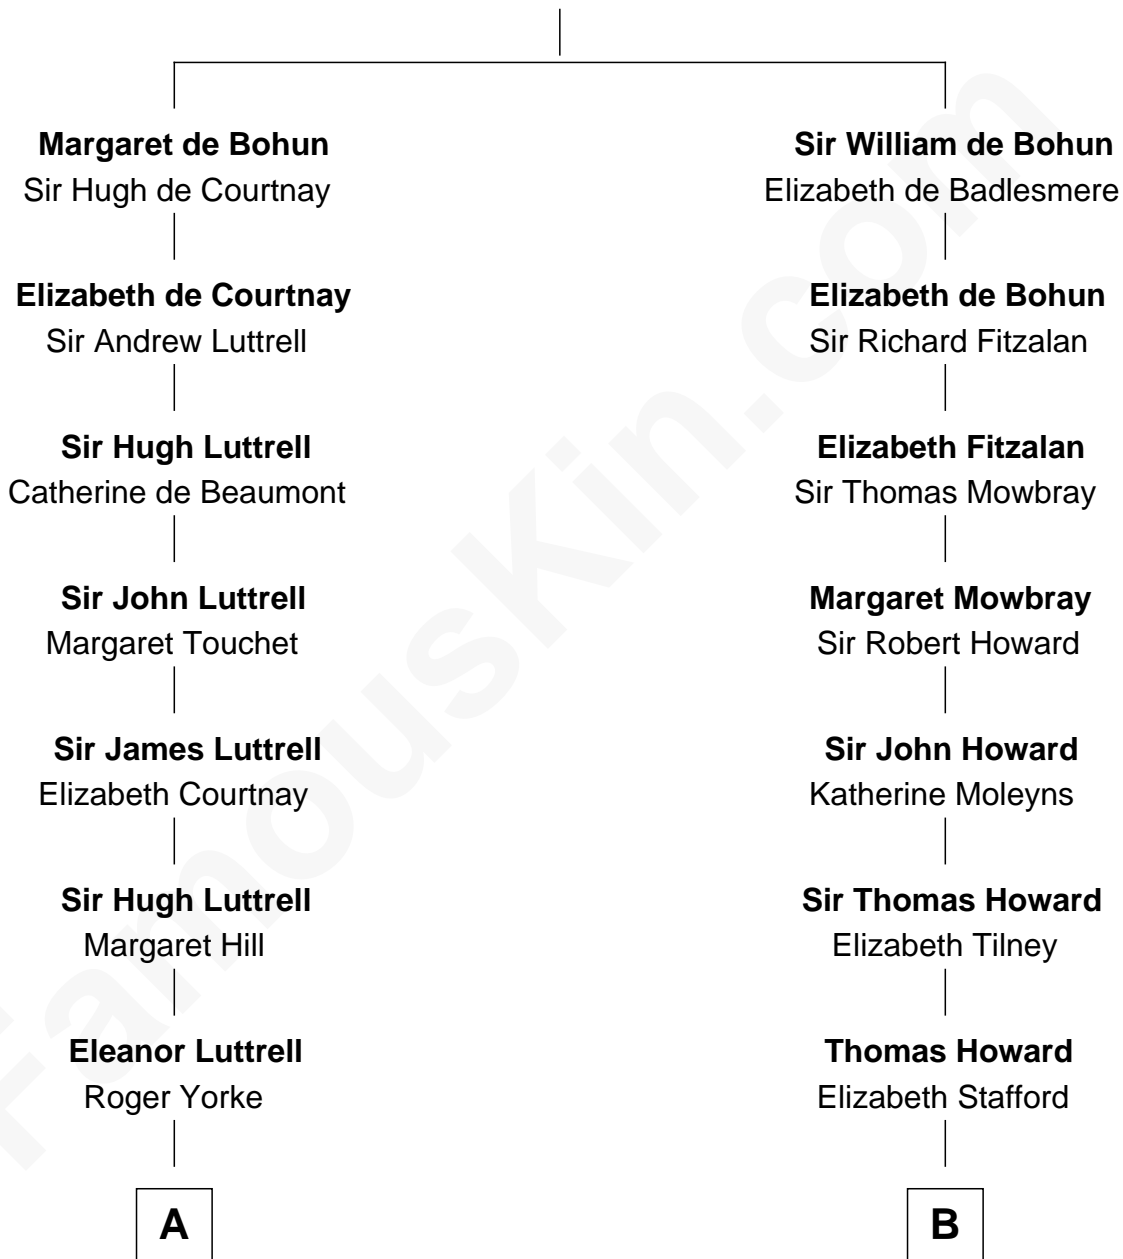 Margaret de Bohun
Sir Hugh de Courtnay
Elizabeth de Courtnay
Sir Andrew Luttrell
Sir Hugh Luttrell
Catherine de Beaumont
Sir John Luttrell
Margaret Touchet
Sir James Luttrell
Elizabeth Courtnay
Sir Hugh Luttrell
Margaret Hill
Eleanor Luttrell
Roger Yorke
A
Sir William de Bohun
Elizabeth de Badlesmere
Elizabeth de Bohun
Sir Richard Fitzalan
Elizabeth Fitzalan
Sir Thomas Mowbray
Margaret Mowbray
Sir Robert Howard
Sir John Howard
Katherine Moleyns
Sir Thomas Howard
Elizabeth Tilney
Thomas Howard
Elizabeth Stafford
B
FamousKin.com